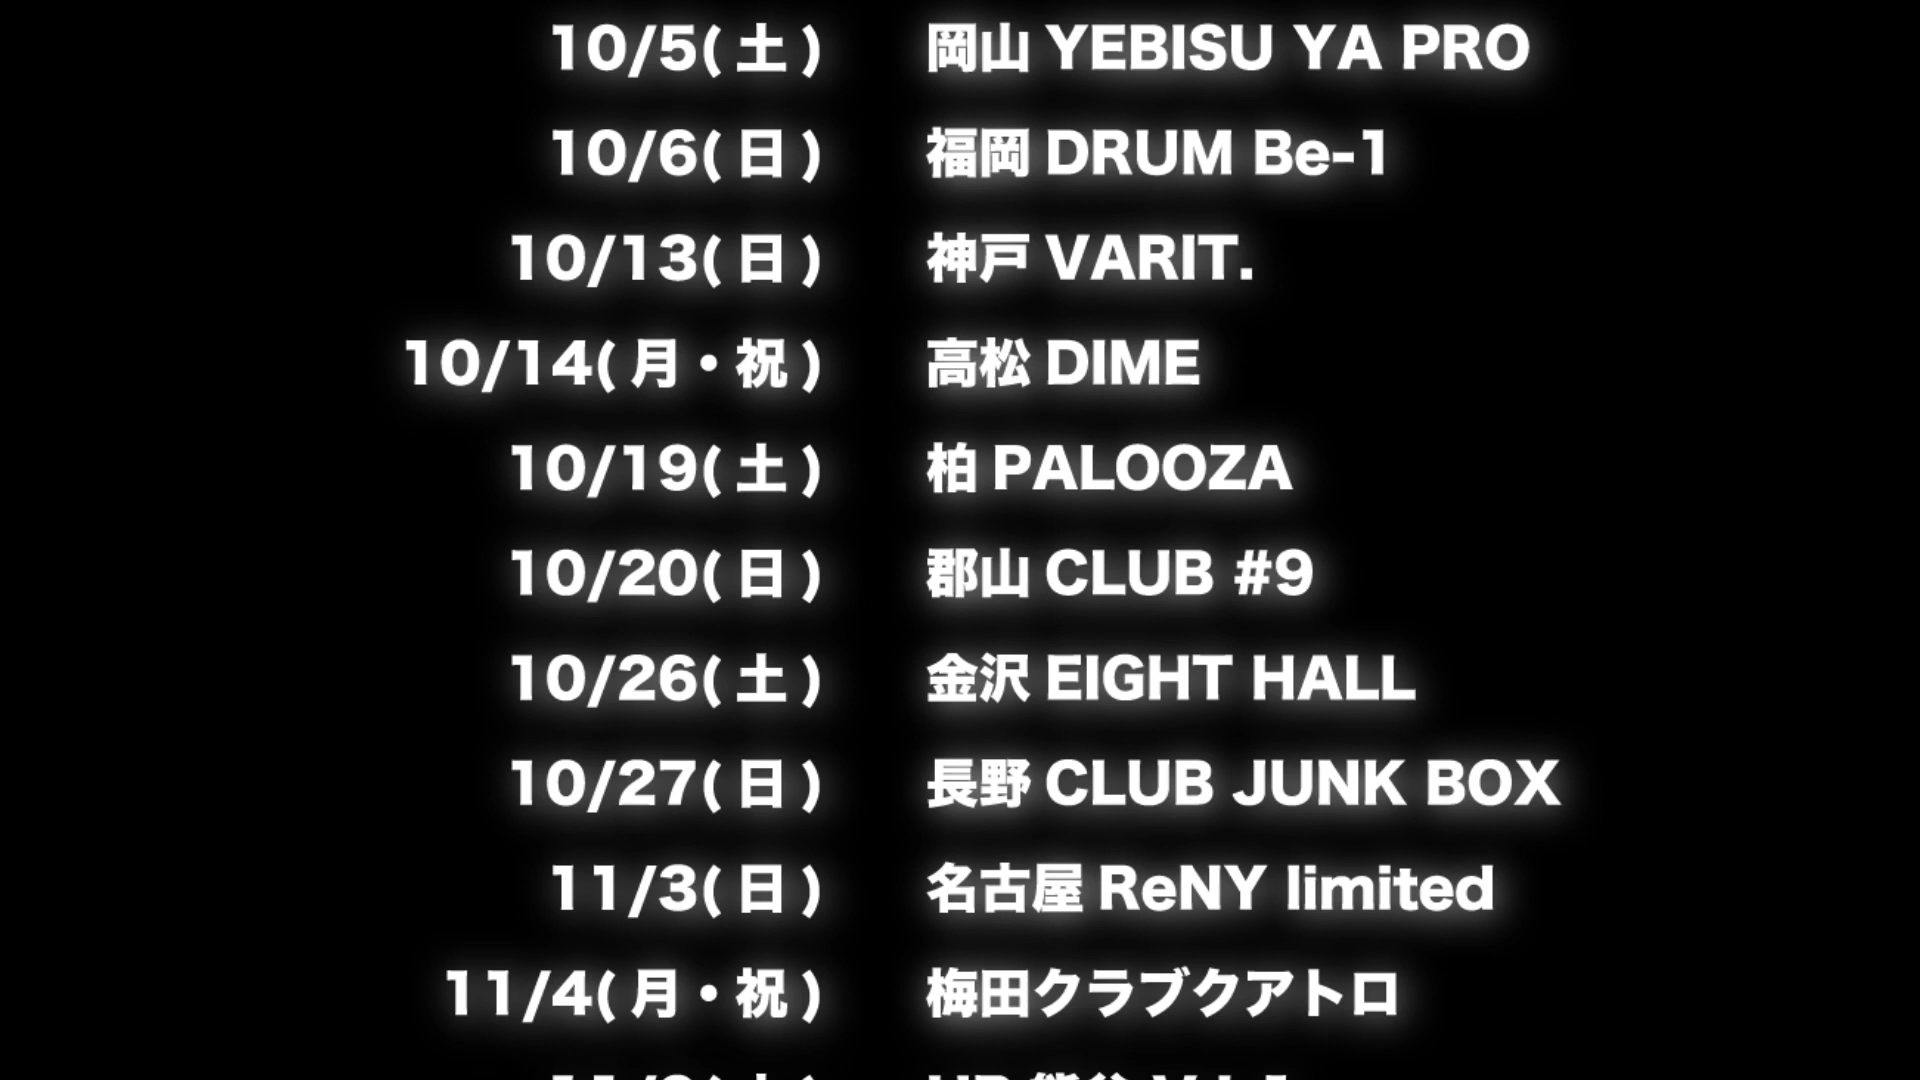 10/5(土) 岡山 YEBISU YA PRO
10/6(日) 福岡 DRUM Be-1
10/13(日) 神戸 VARIT.
10/14(月・祝) 高松 DIME
10/19(土) 柏 PALOOZA
10/20(日) 郡山 CLUB #9
10/26(土) 金沢 EIGHT HALL
10/27(日) 長野 CLUB JUNK BOX
11/3(日) 名古屋 ReNY limited
11/4(月・祝) 梅田クラブクアトロ